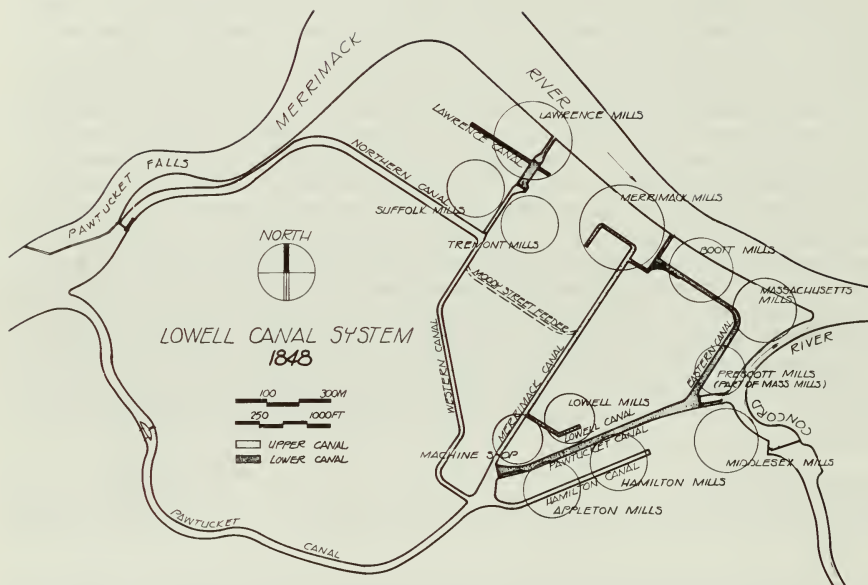 MERRIMACK
RIVER
PAWTUCKET FALLS
LAWRENCE MILLS
LAWRENCE CANAL
NORTHERN CANAL
SUFFOLK MILLS
TREMONT MILLS
MERRIMACK MILLS
BOOTT MILLS
MASSACHUSETTS
MILLS
RIVER
CONCORD
NORTH
MOODY STREET FEEDER
LOWELL CANAL SYSTEM
1848
WESTERN CANAL
MERRIMACK CANAL
EASTERN CANAL
PRESCOTT MILLS
(PART OF MASS MILLS)
100 300M
250 1000FT
UPPER CANAL
LOWER CANAL
LOWELL MILLS
LOWELL CANAL
MACHINE SHOP
PAWTUCKET CANAL
HAMILTON CANAL
HAMILTON MILLS
APPLETON MILLS
MIDDLESEX MILLS
PAWTUCKET
CANAL